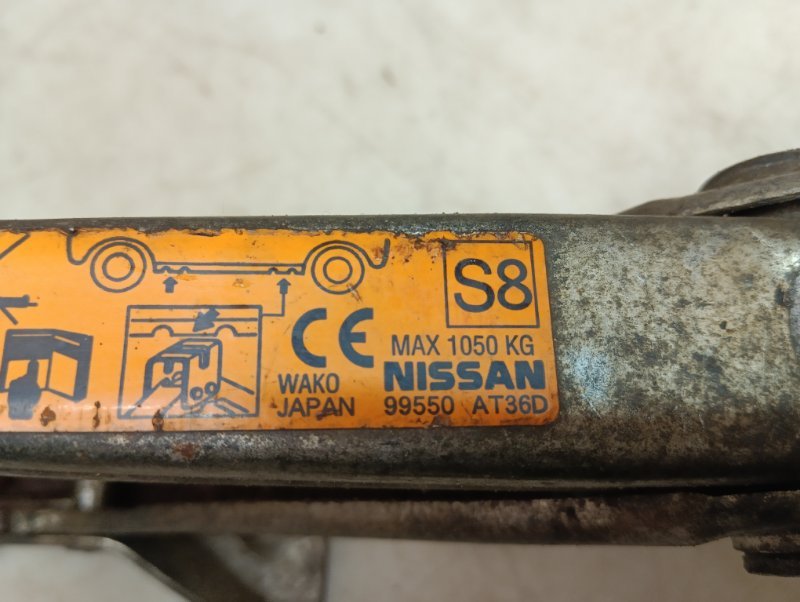 S8
CE
MAX 1050 KG
WAKO NISSAN
JAPAN 99550 AT36D